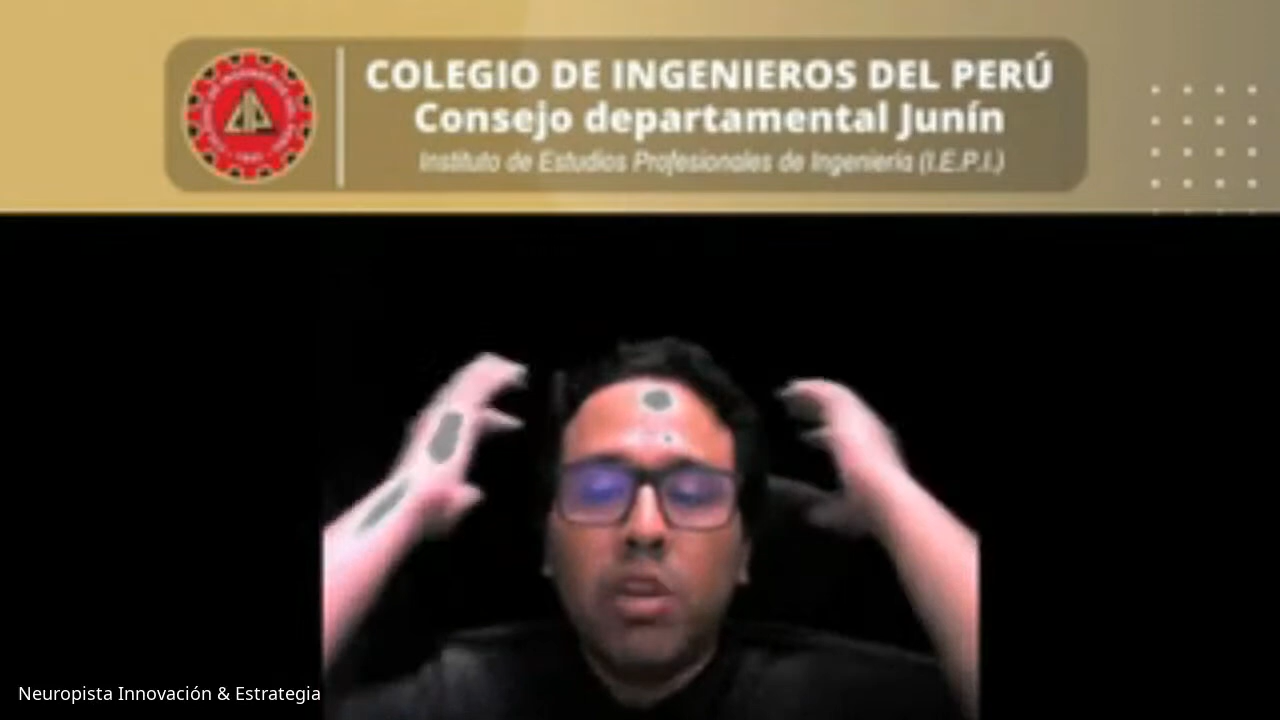 COLEGIO DE INGENIEROS DEL PERÚ
Consejo departamental Junín
Instituto de Estudios Profesionales de Ingeniería (I.E.P.I.)
Neuropista Innovación & Estrategia